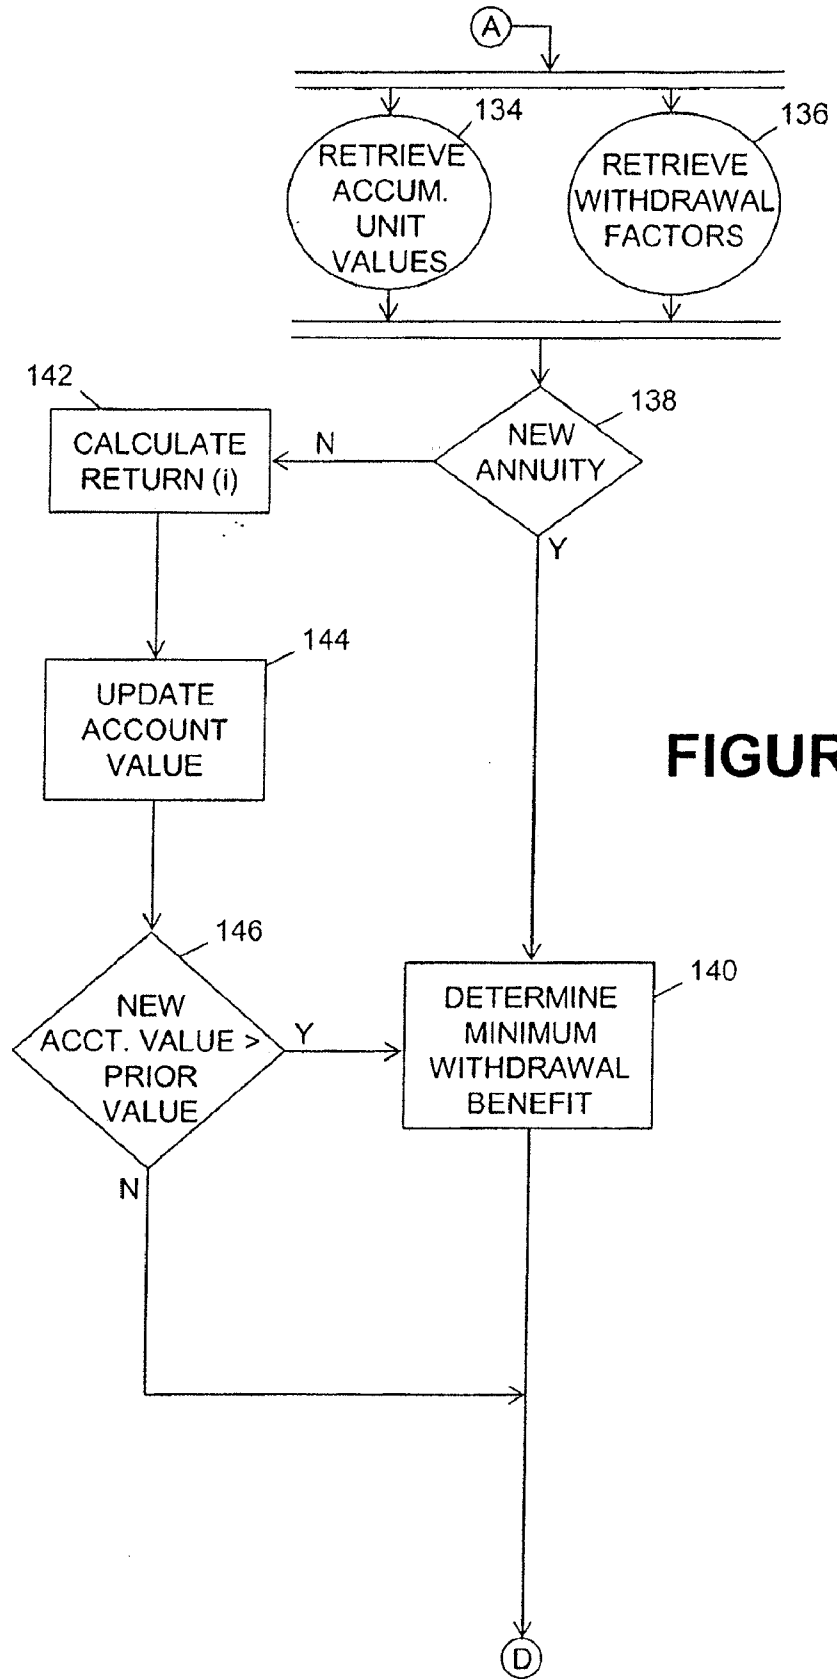 A
134
136
RETRIEVE
ACCUM.
UNIT
VALUES
RETRIEVE
WITHDRAWAL
FACTORS
142
138
CALCULATE
RETURN (i)
N
NEW
ANNUITY
Y
144
UPDATE
ACCOUNT
VALUE
FIGUR
146
140
NEW
ACCT. VALUE >
PRIOR
VALUE
Y
DETERMINE
MINIMUM
WITHDRAWAL
BENEFIT
N
D